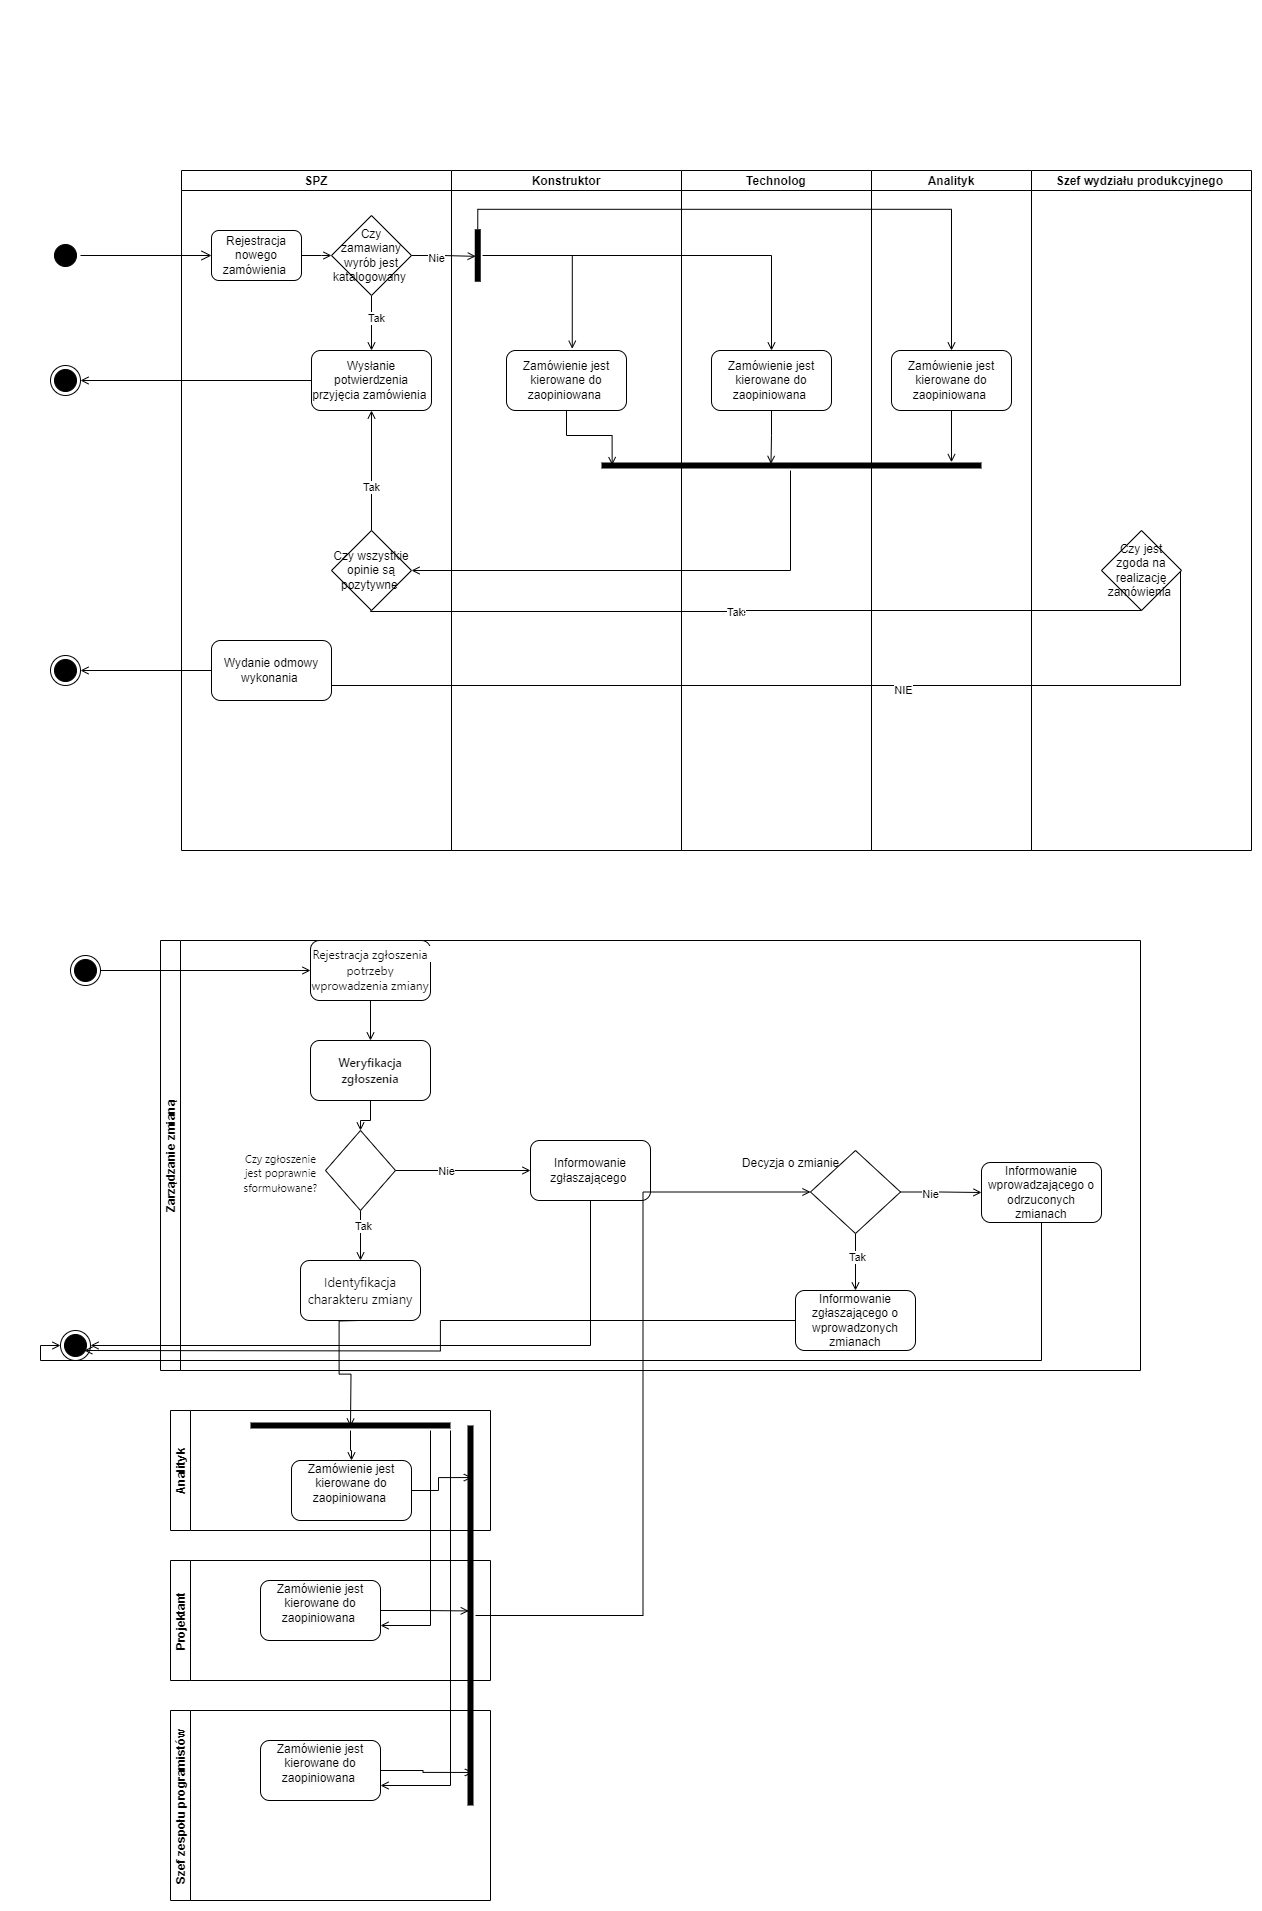 SPZ
Konstruktor
Technolog
Analityk
Szef wydziału produkcyjnego
Rejestracja
nowego
zamówienia
Czy
zamawiany
wyrób jest
katalogowany
Nie
Tak
Wysłanie
potwierdzenia
przyjęcia zamówienia
Zamówienie jest
kierowane do
zaopiniowana
Zamówienie jest
kierowane do
zaopiniowana
Zamówienie jest
kierowane do
zaopiniowana
Tak
Czy wszystkie
opinie są
pozytywne
Czy jest
zgoda na
realizację
zamówienia
Tak
Wydanie odmowy
wykonania
NIE
Zarządzanie zmianą
Rejestracja zgłoszenia
potrzeby
wprowadzenia zmiany
Weryfikacja
zgłoszenia
Czy zgłoszenie
jest poprawnie
sformułowane?
Nie
Informowanie
zgłaszającego
Decyzja o zmianie
Nie
Informowanie
wprowadzającego o
odrzuconych
zmianach
Tak
Tak
Identyfikacja
charakteru zmiany
Informowanie
zgłaszającego o
wprowadzonych
zmianach
Analityk
Zamówienie jest
kierowane do
zaopiniowana
Projektant
Zamówienie jest
kierowane do
zaopiniowana
Szef zespołu programistów
Zamówienie jest
kierowane do
zaopiniowana